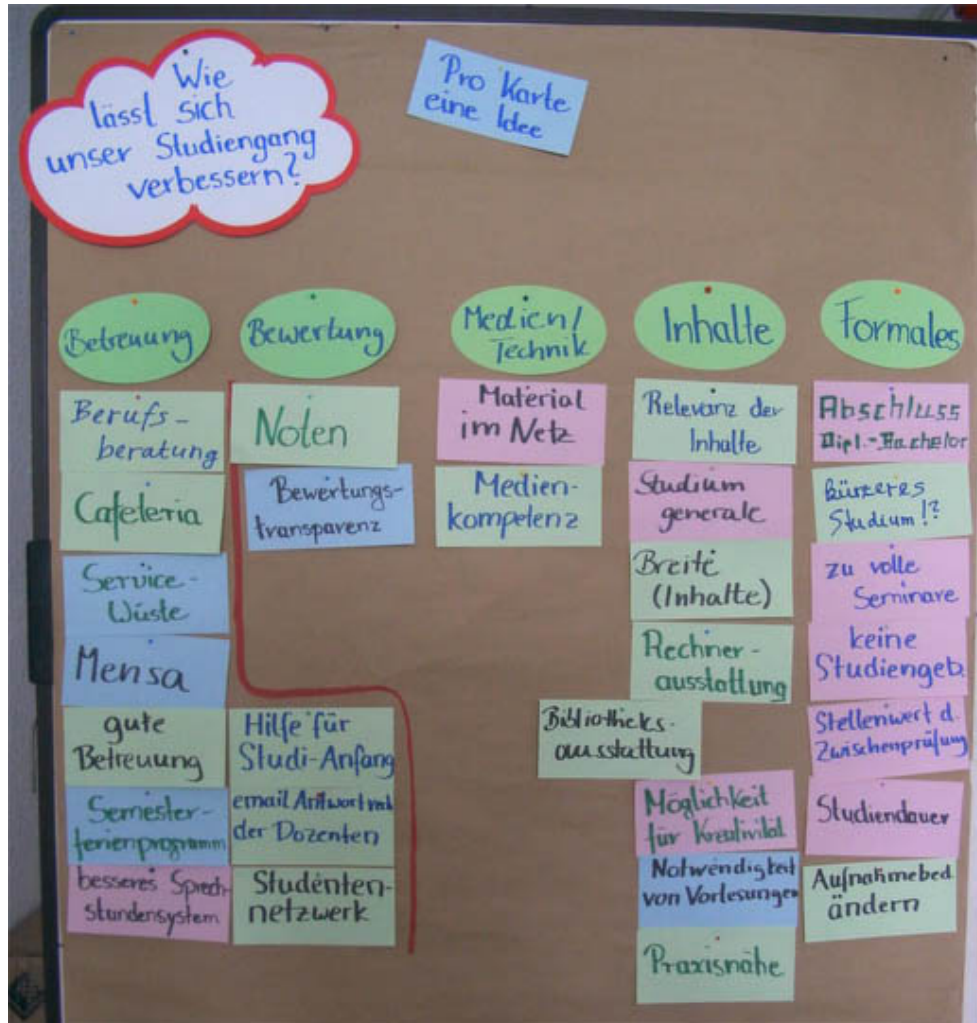 Wie
lässt sich
unser Studiengang
verbessern?
Pro Karte
eine Idee
Betreuung
Berufs-
beratung
Cafeteria
Service-
Wüste
Mensa
gute
Betreuung
Semester-
ferienprogramm
besseres Sprech-
stundensystem
Bewertung
Noten
Bewertungs-
transparenz
Hilfe für
Studi-Anfang
email Antwort
der Dozenten
Studenten-
netzwerk
Medien/
Technik
Material
im Netz
Medien-
kompetenz
Inhalte
Relevanz der
Inhalte
Studium
generale
Breite
(Inhalte)
Rechner-
ausstattung
Bibliotheks-
ausstattung
Möglichkeit
für Kreativität
Notwendigkeit
von Vorlesungen
Praxisnähe
Formales
Abschluss
Dipl.-Bachelor
kürzeres
Studium!?
zu volle
Seminare
keine
Studiengeb.
Stellenwert d.
Zwischenprüfung
Studiendauer
Aufnahmebed.
ändern